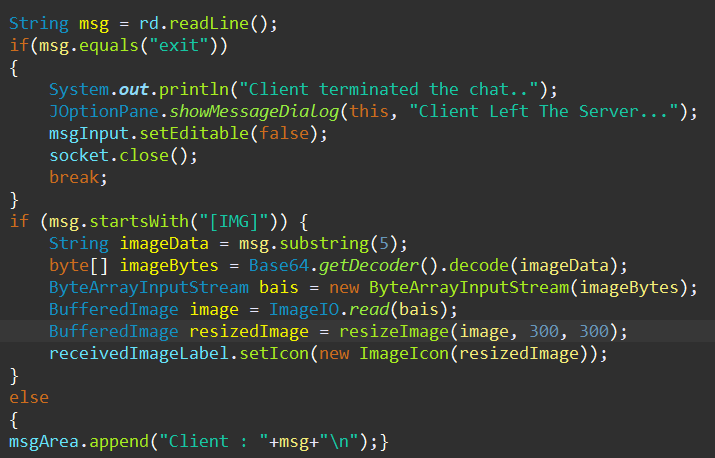 String msg = rd.readLine();
if(msg.equals("exit"))
{
    System.out.println("Client terminated the chat..");
    JOptionPane.showMessageDialog(this, "Client Left The Server...");
    msgInput.setEditable(false);
    socket.close();
    break;
}
if (msg.startsWith("[IMG]")) {
    String imageData = msg.substring(5);
    byte[] imageBytes = Base64.getDecoder().decode(imageData);
    ByteArrayInputStream bais = new ByteArrayInputStream(imageBytes);
    BufferedImage image = ImageIO.read(bais);
    BufferedImage resizedImage = resizeImage(image, 300, 300);
    receivedImageLabel.setIcon(new ImageIcon(resizedImage));
}
else
{
msgArea.append("Client : "+msg+"\n");}